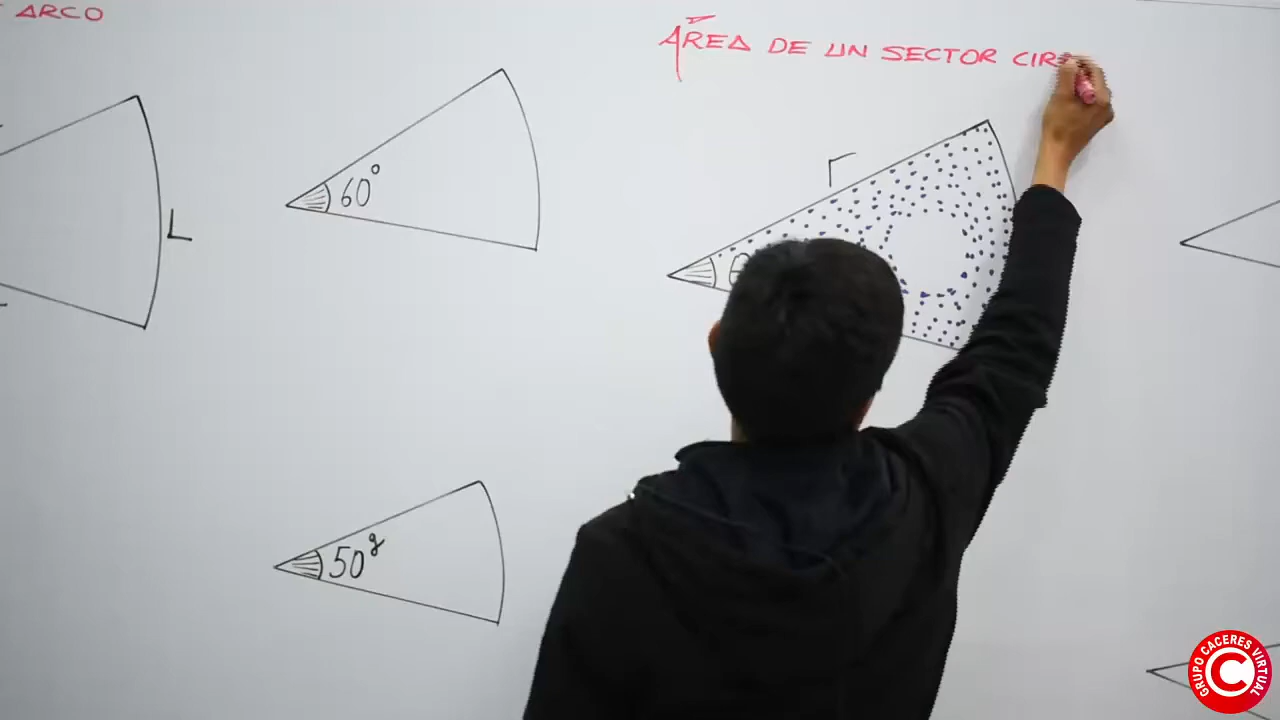 ARCO
ÁREA DE UN SECTOR CIR
r
60°
L
θ
50ᵍ
GRUPO CACERES VIRTUAL
C